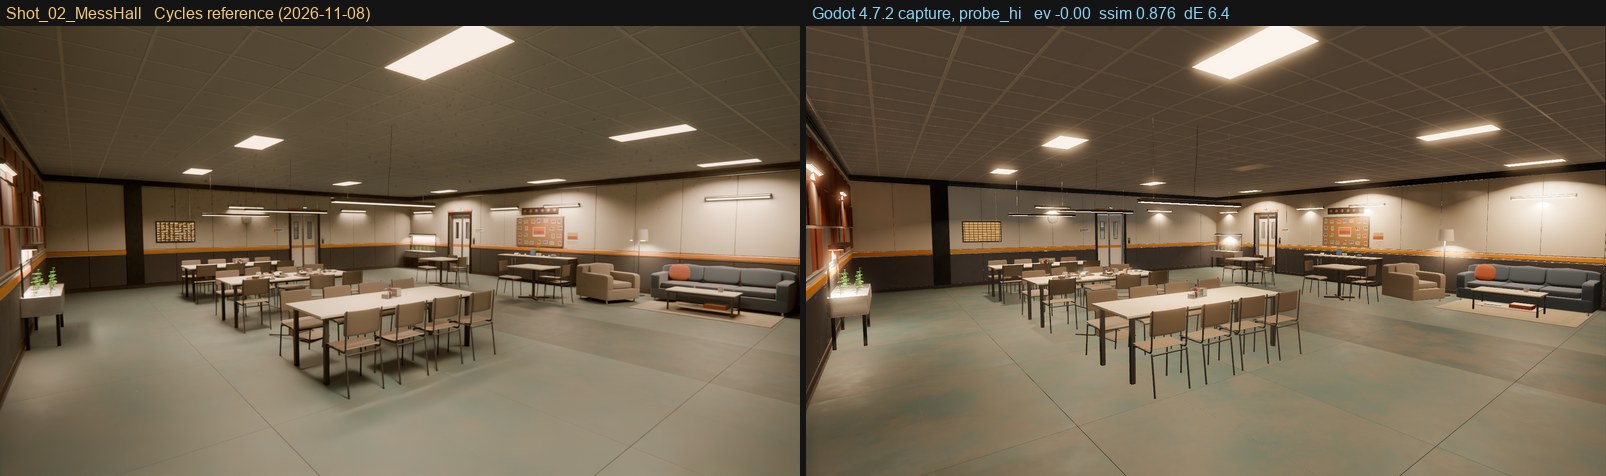 Shot_02_MessHall Cycles reference (2026-11-08)
Godot 4.7.2 capture, probe_hi ev -0.00 ssim 0.876 dE 6.4